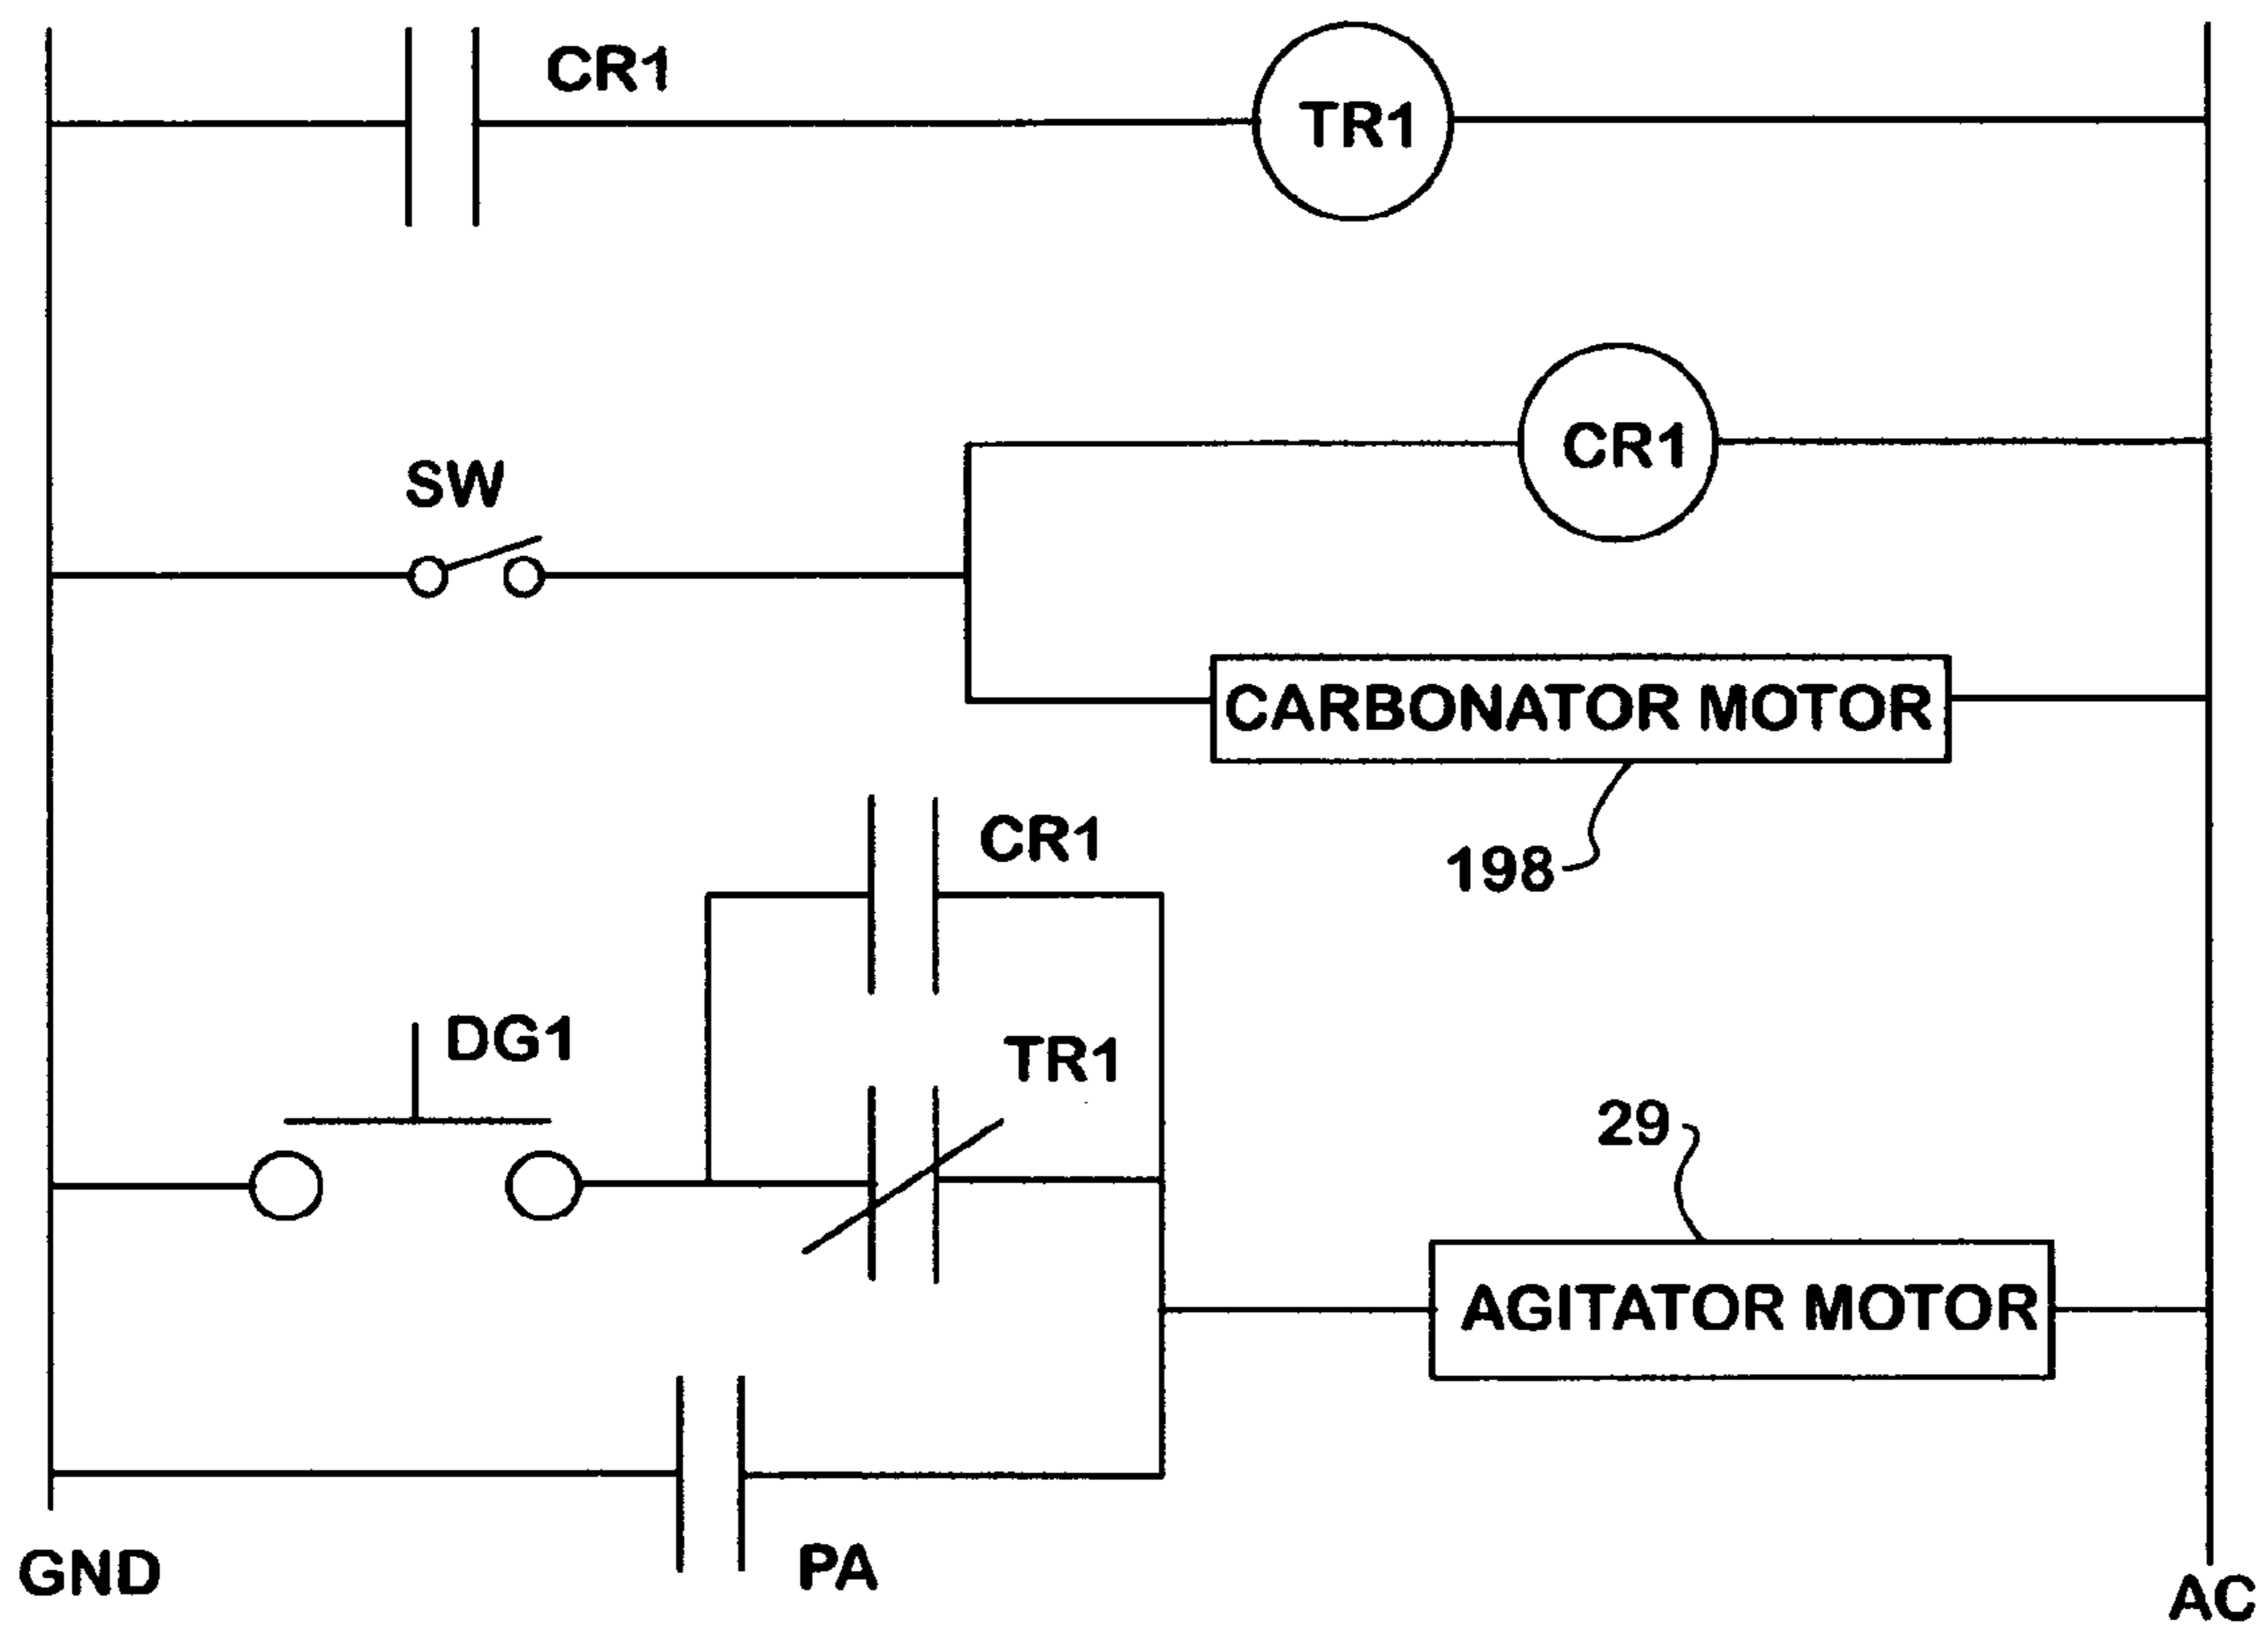 CR1
TR1
CR1
SW
CARBONATOR MOTOR
198
CR1
DG1
TR1
29
AGITATOR MOTOR
PA
GND
AC